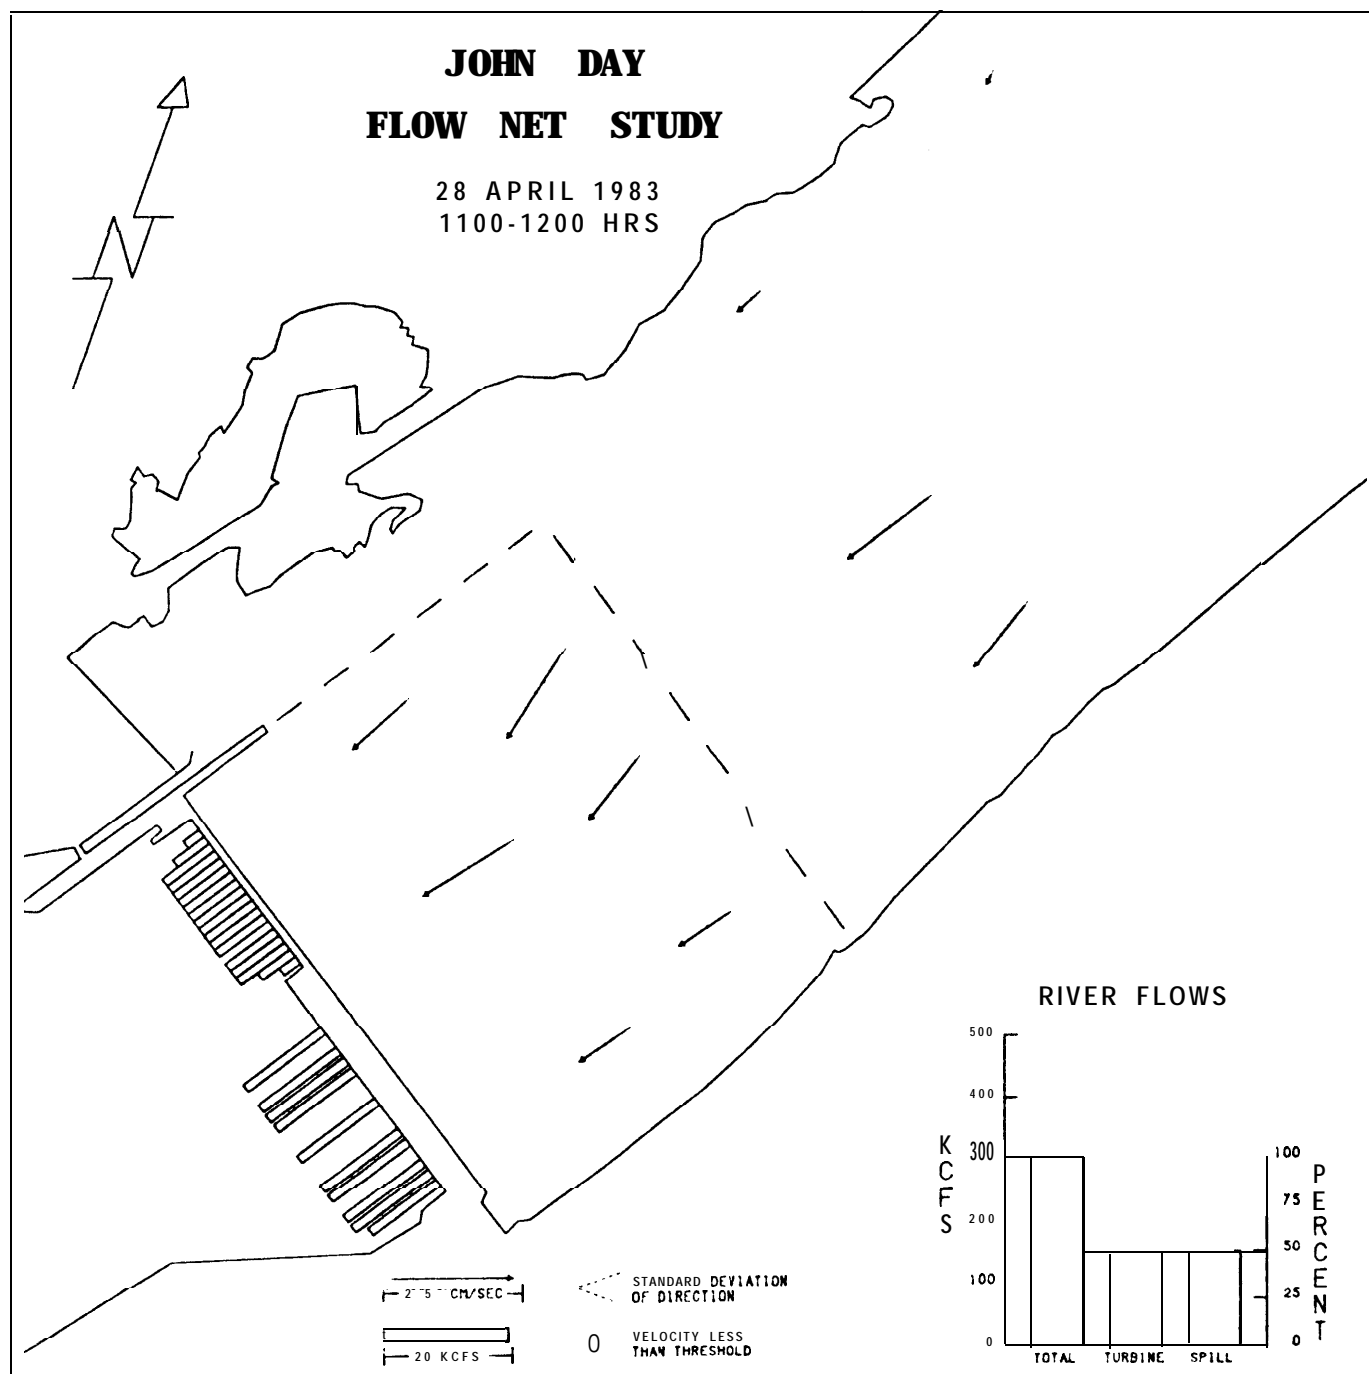 JOHN DAY
FLOW NET STUDY
28 APRIL 1983
1100-1200 HRS
N
RIVER FLOWS
KCFS
500
400
300
200
100
0
PERCENT
100
75
50
25
0
TOTAL TURBINE SPILL
CM/SEC
STANDARD DEVIATION
OF DIRECTION
20 KCFS
0
VELOCITY LESS
THAN THRESHOLD